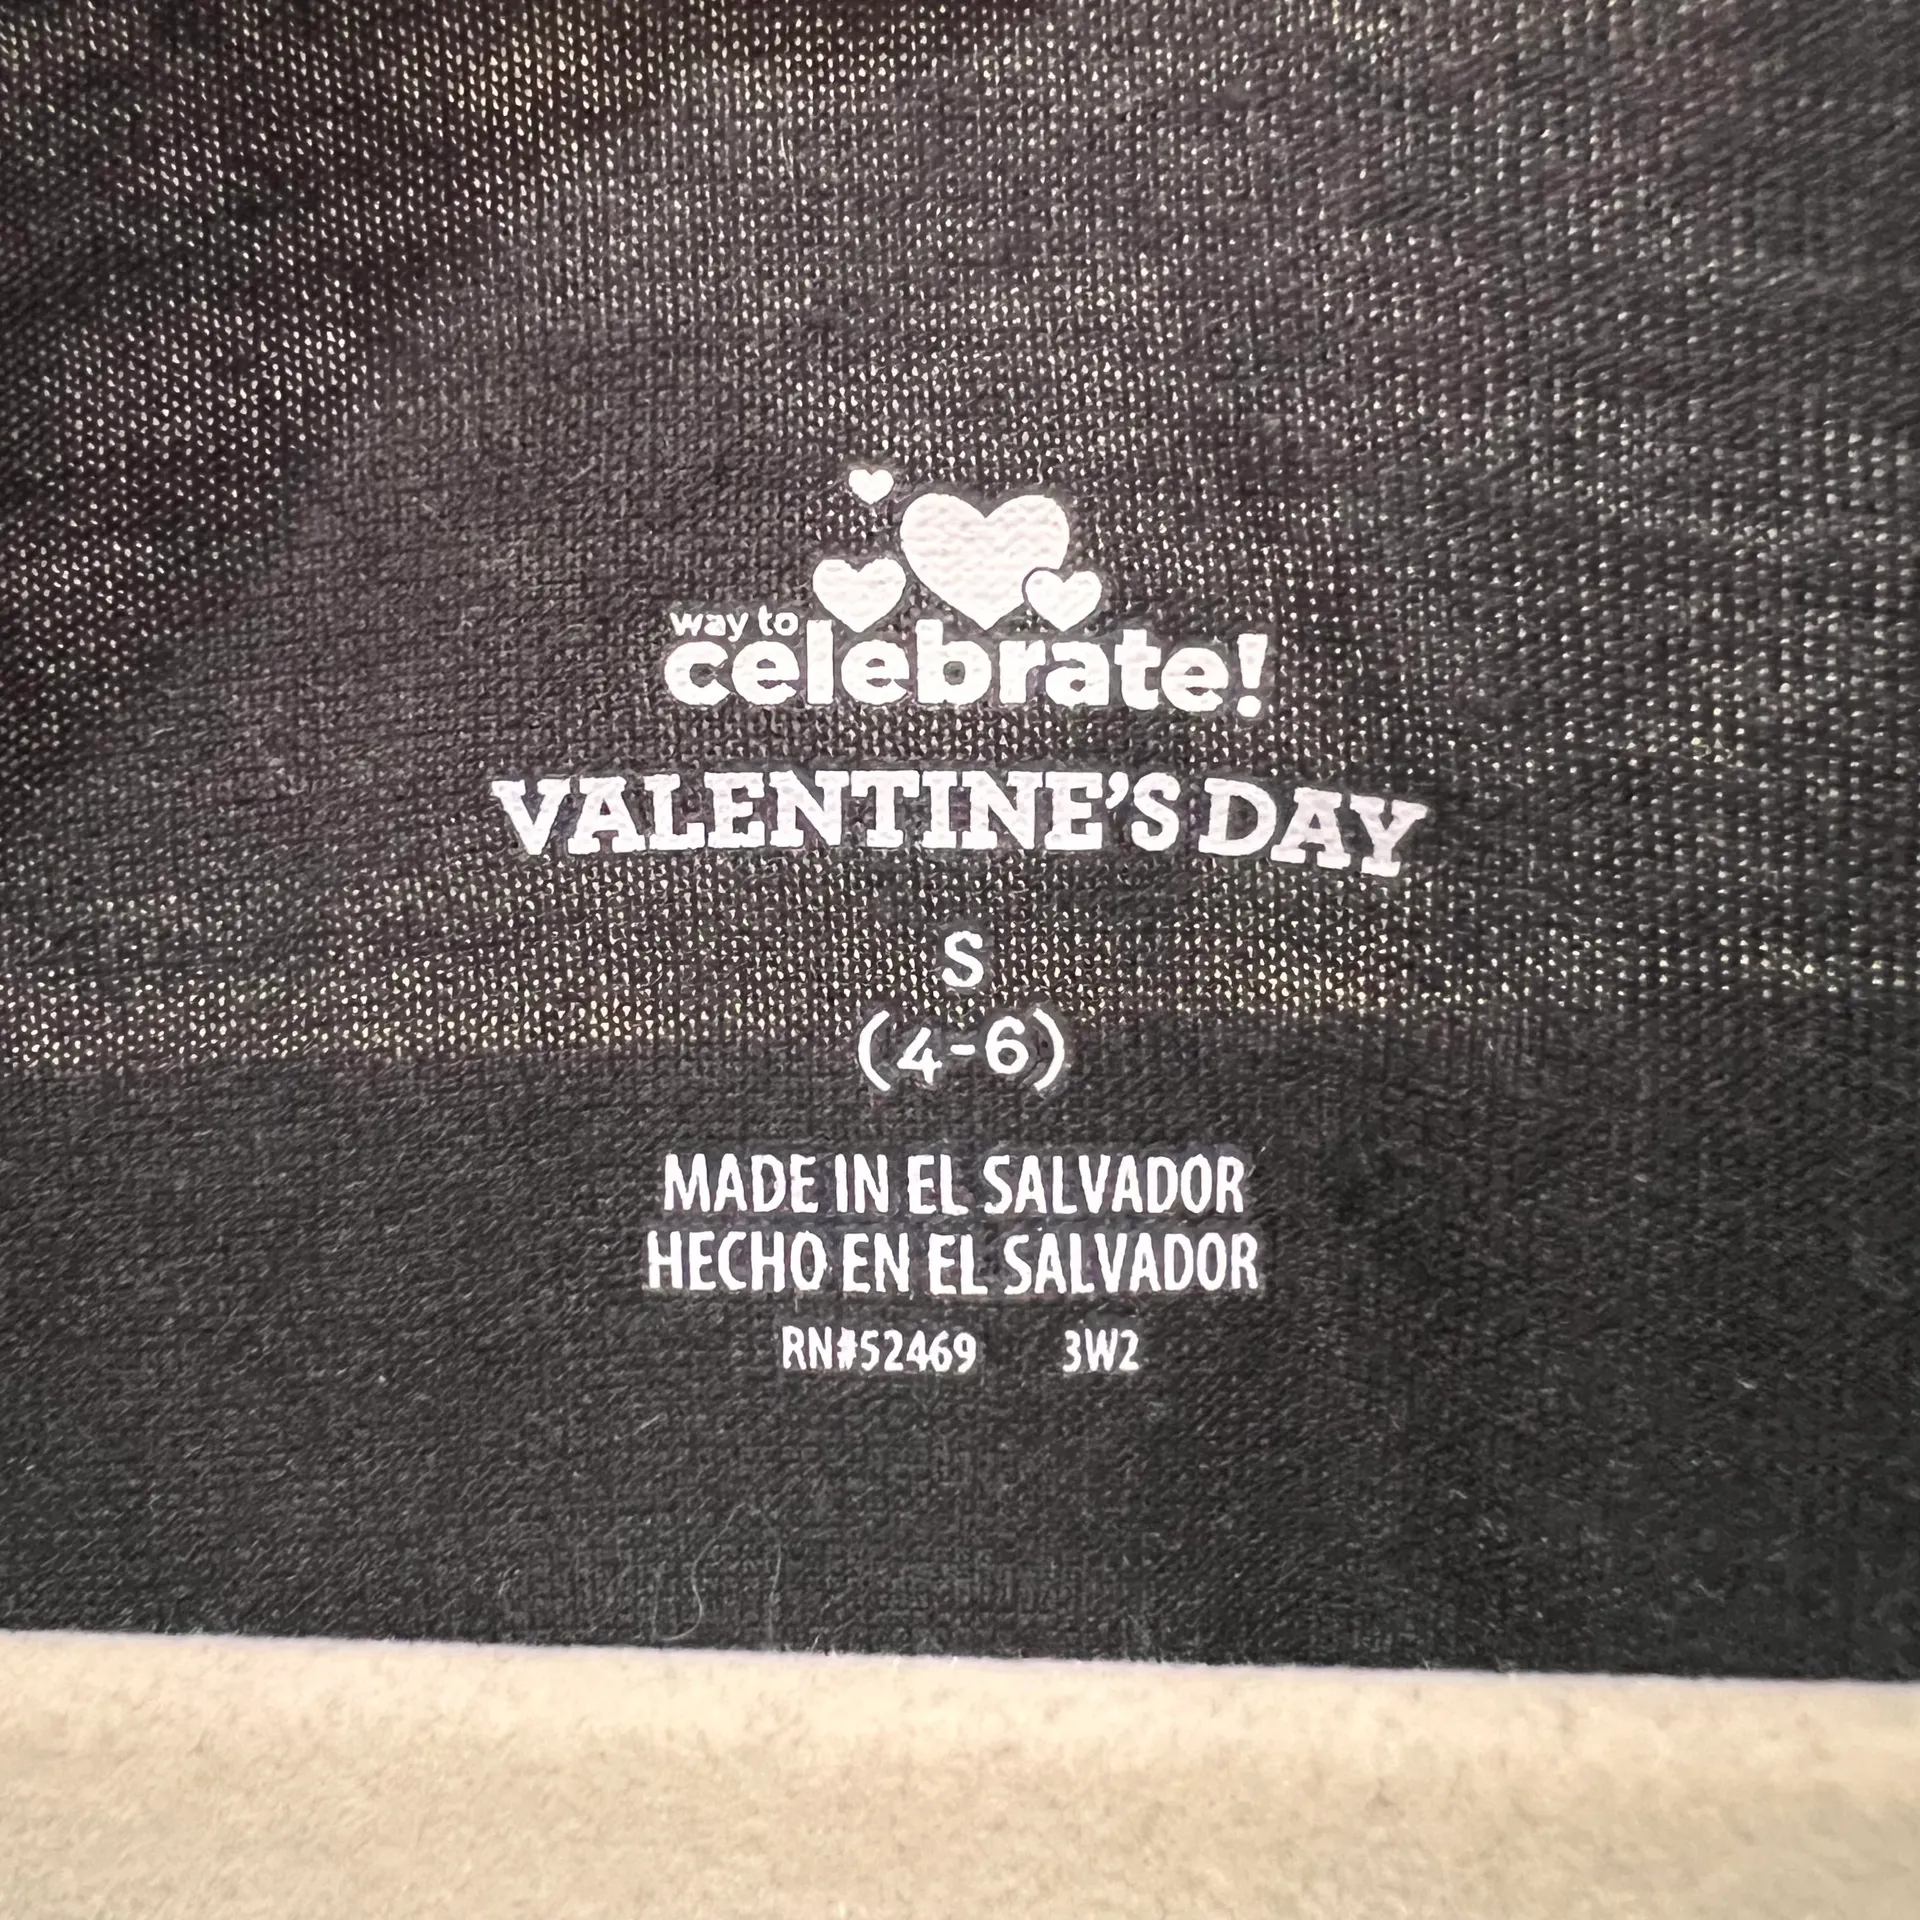 way to
celebrate!
VALENTINE'S DAY
S
(4-6)
MADE IN EL SALVADOR
HECHO EN EL SALVADOR
RN#52469 3W2